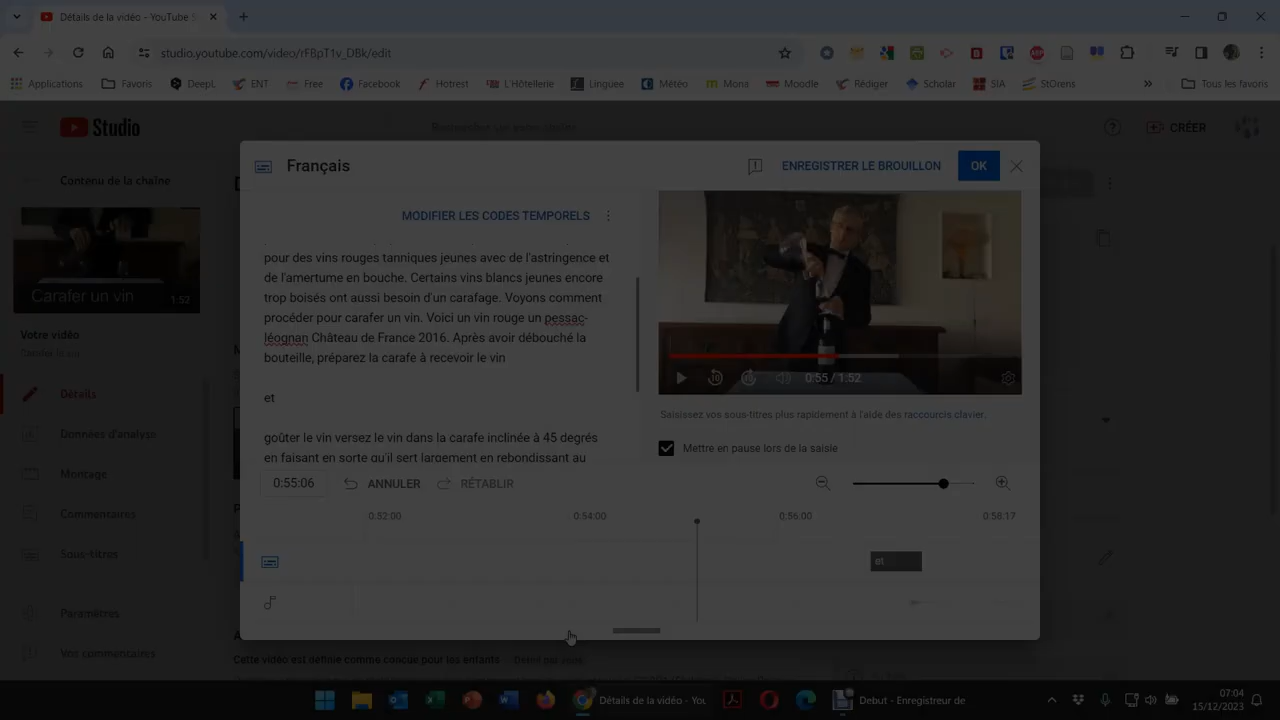 Détails de la vidéo - YouTube S
studio.youtube.com/video/rFBpT1v_DBk/edit
Applications
Favoris
DeepL
ENT
Free
Facebook
Hotrest
L'Hôtellerie
Linguee
Météo
Mona
Moodle
Rédiger
Scholar
SIA
StOrens
»
Tous les favoris
Studio
CRÉER
Contenu de la chaîne
Français
ENREGISTRER LE BROUILLON
OK
MODIFIER LES CODES TEMPORELS
pour des vins rouges tanniques jeunes avec de l'astringence et
de l'amertume en bouche. Certains vins blancs jeunes encore
trop boisés ont aussi besoin d'un carafage. Voyons comment
procéder pour carafer un vin. Voici un vin rouge un pessac-
léognan Château de France 2016. Après avoir débouché la
bouteille, préparez la carafe à recevoir le vin
et
goûter le vin versez le vin dans la carafe inclinée à 45 degrés
en faisant en sorte qu'il sert largement en rebondissant au
Carafer un vin
1:52
Votre vidéo
Carafer un vin
Détails
Données d'analyse
Montage
Commentaires
Sous-titres
Paramètres
Vos commentaires
0:55 / 1:52
Saisissez vos sous-titres plus rapidement à l'aide des raccourcis clavier.
Mettre en pause lors de la saisie
0:55:06
ANNULER
RÉTABLIR
0:52:00
0:54:00
0:56:00
0:58:17
et
Cette vidéo est définie comme conçue pour les enfants
Défini par vous
Détails de la vidéo - You
Debut - Enregistreur de
07:04
15/12/2023